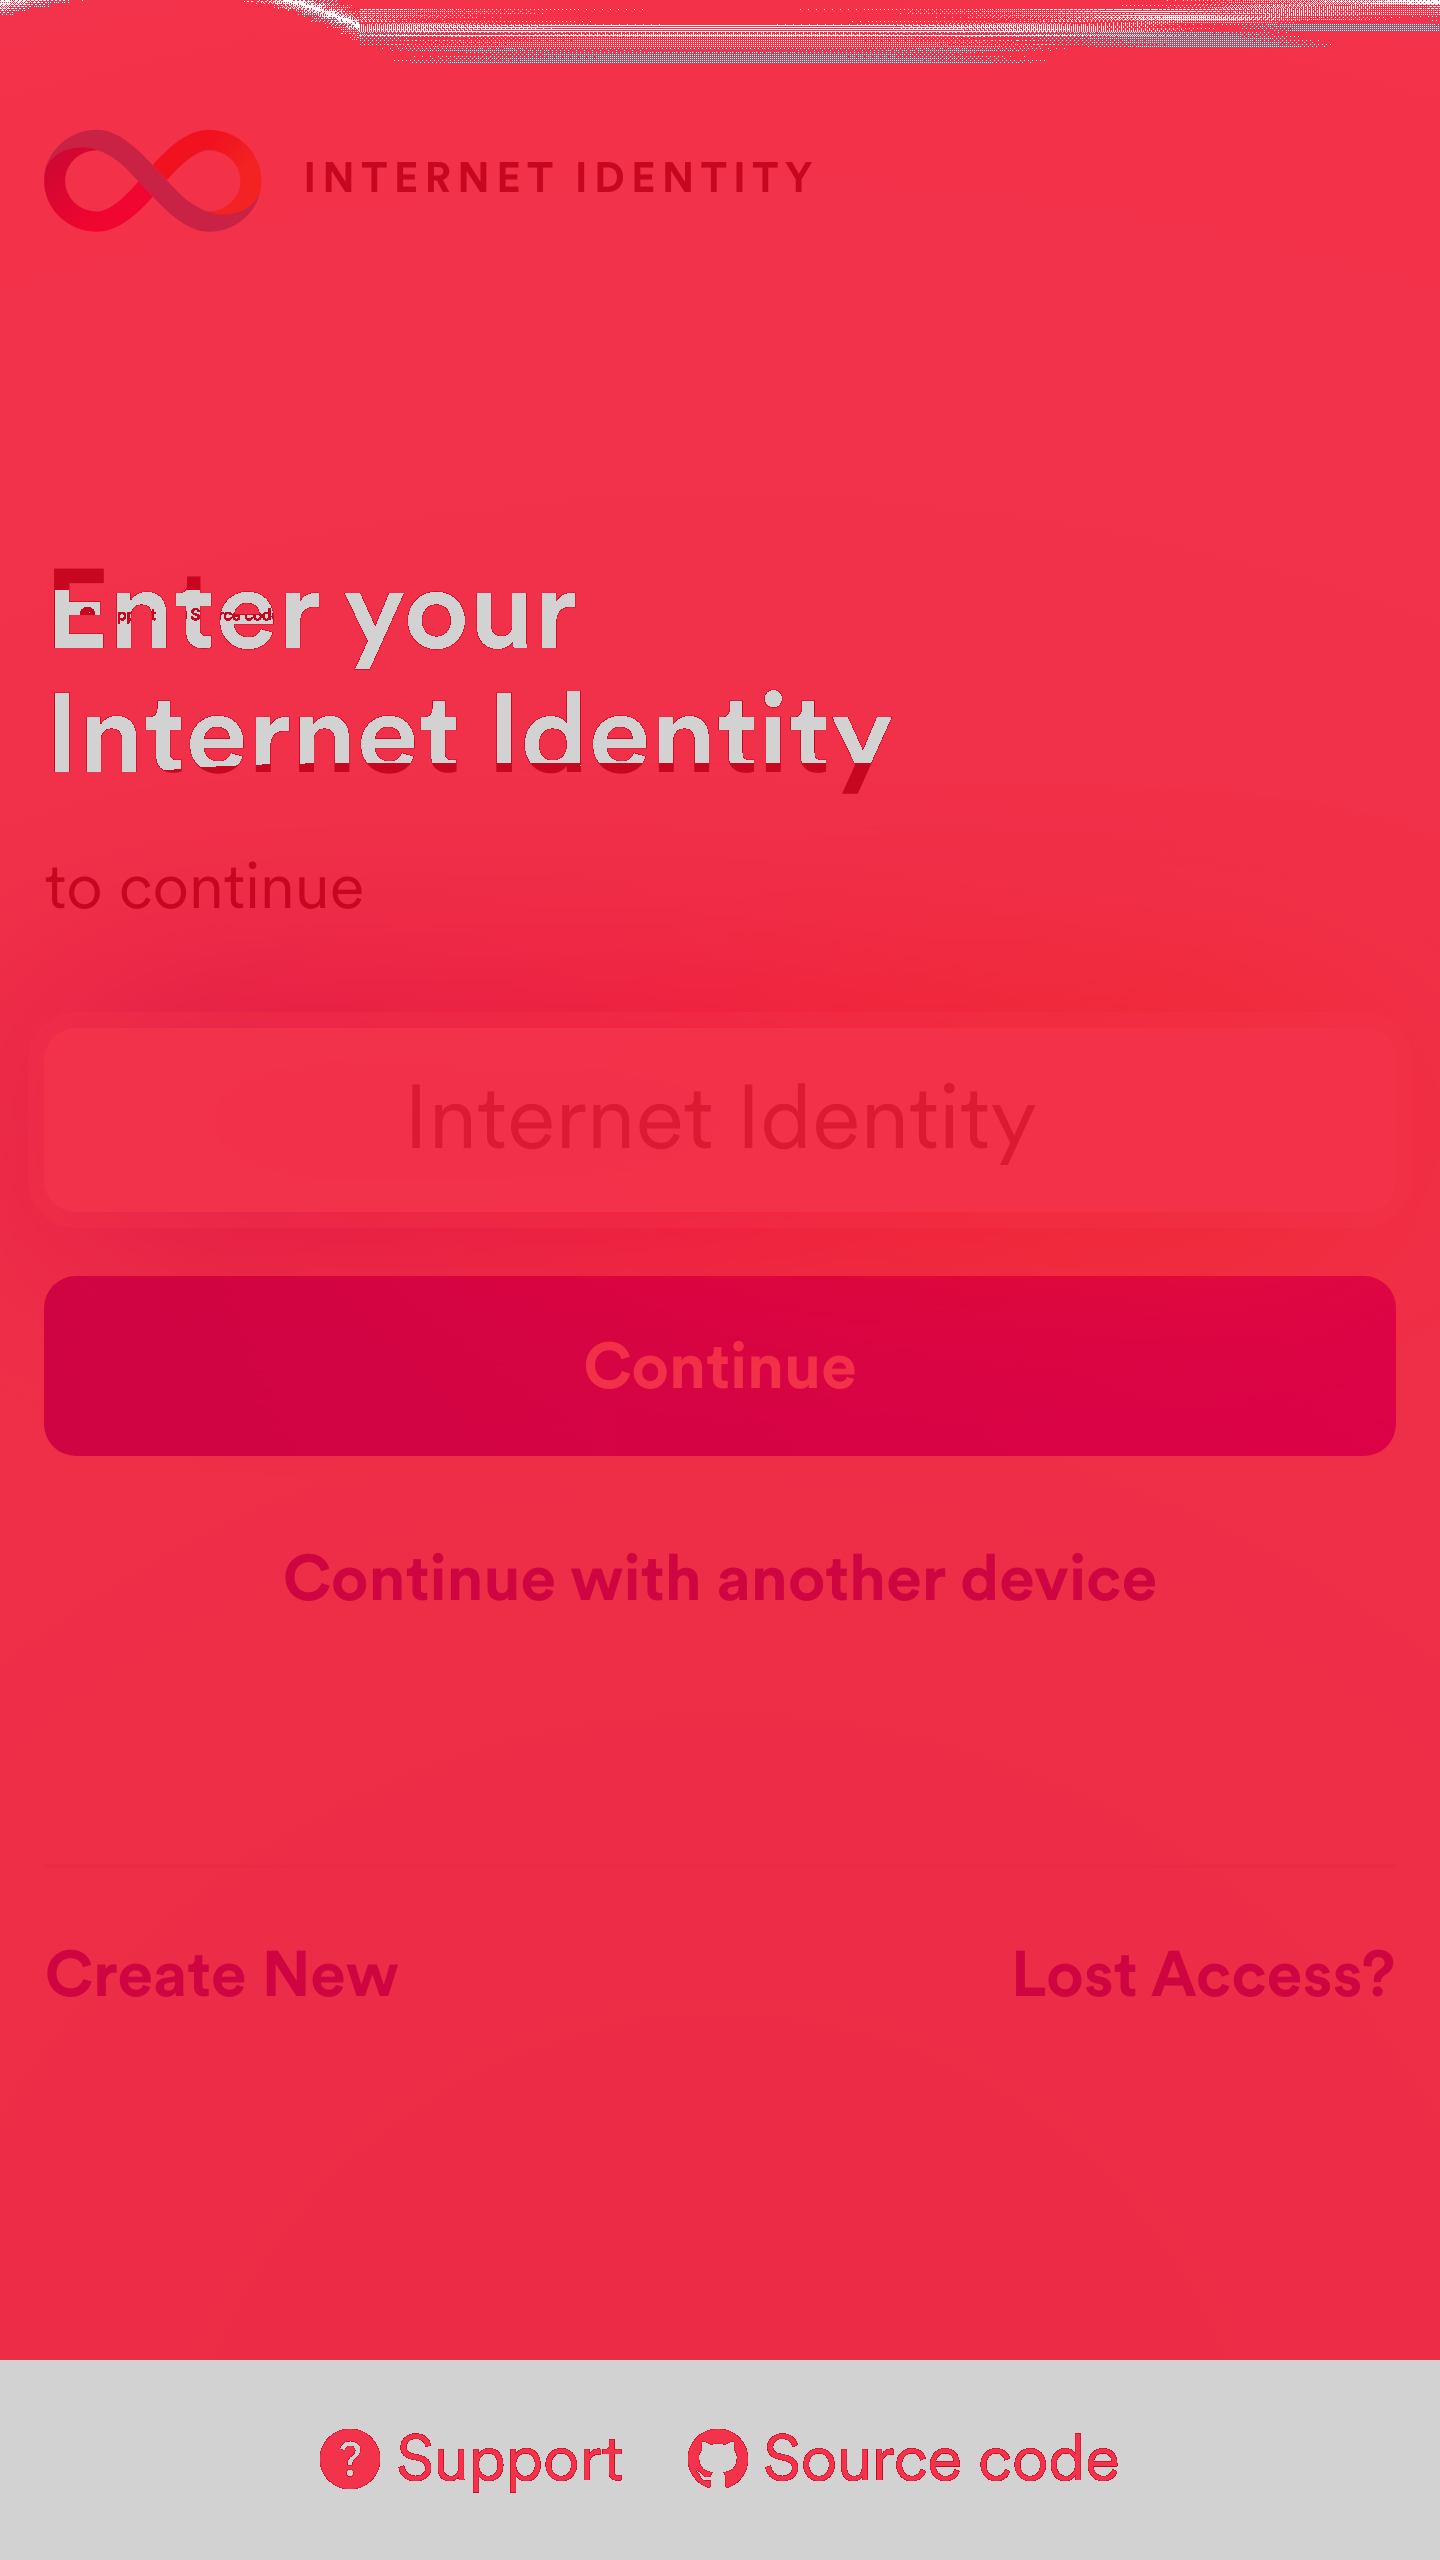 INTERNET IDENTITY
Enter your
Internet Identity
to continue
Internet Identity
Continue
Continue with another device
Create New
Lost Access?
Support
Source code